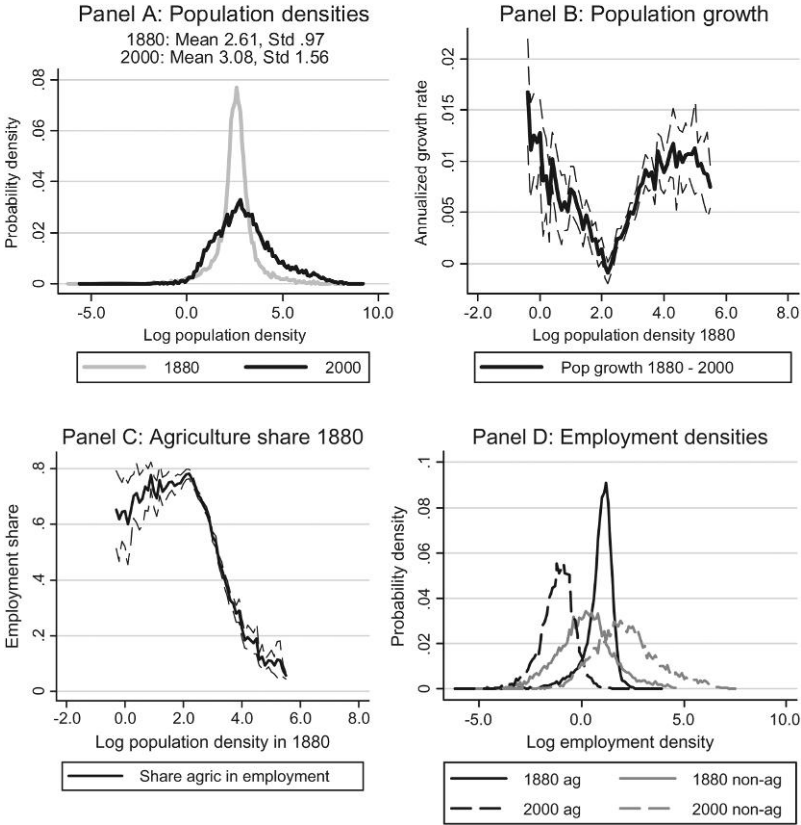 Panel A: Population densities
1880: Mean 2.61, Std .97
2000: Mean 3.08, Std 1.56
Probability density
.08
.06
.04
.02
0
-5.0 0.0 5.0 10.0
Log population density
1880 2000
Panel B: Population growth
Annualized growth rate
.02
.015
.01
.005
0
-2.0 0.0 2.0 4.0 6.0 8.0
Log population density 1880
Pop growth 1880 - 2000
Panel C: Agriculture share 1880
Employment share
.8
.6
.4
.2
0
-2.0 0.0 2.0 4.0 6.0 8.0
Log population density in 1880
Share agric in employment
Panel D: Employment densities
Probability density
.1
.08
.06
.04
.02
0
-5.0 0.0 5.0 10.0
Log employment density
1880 ag 1880 non-ag
2000 ag 2000 non-ag